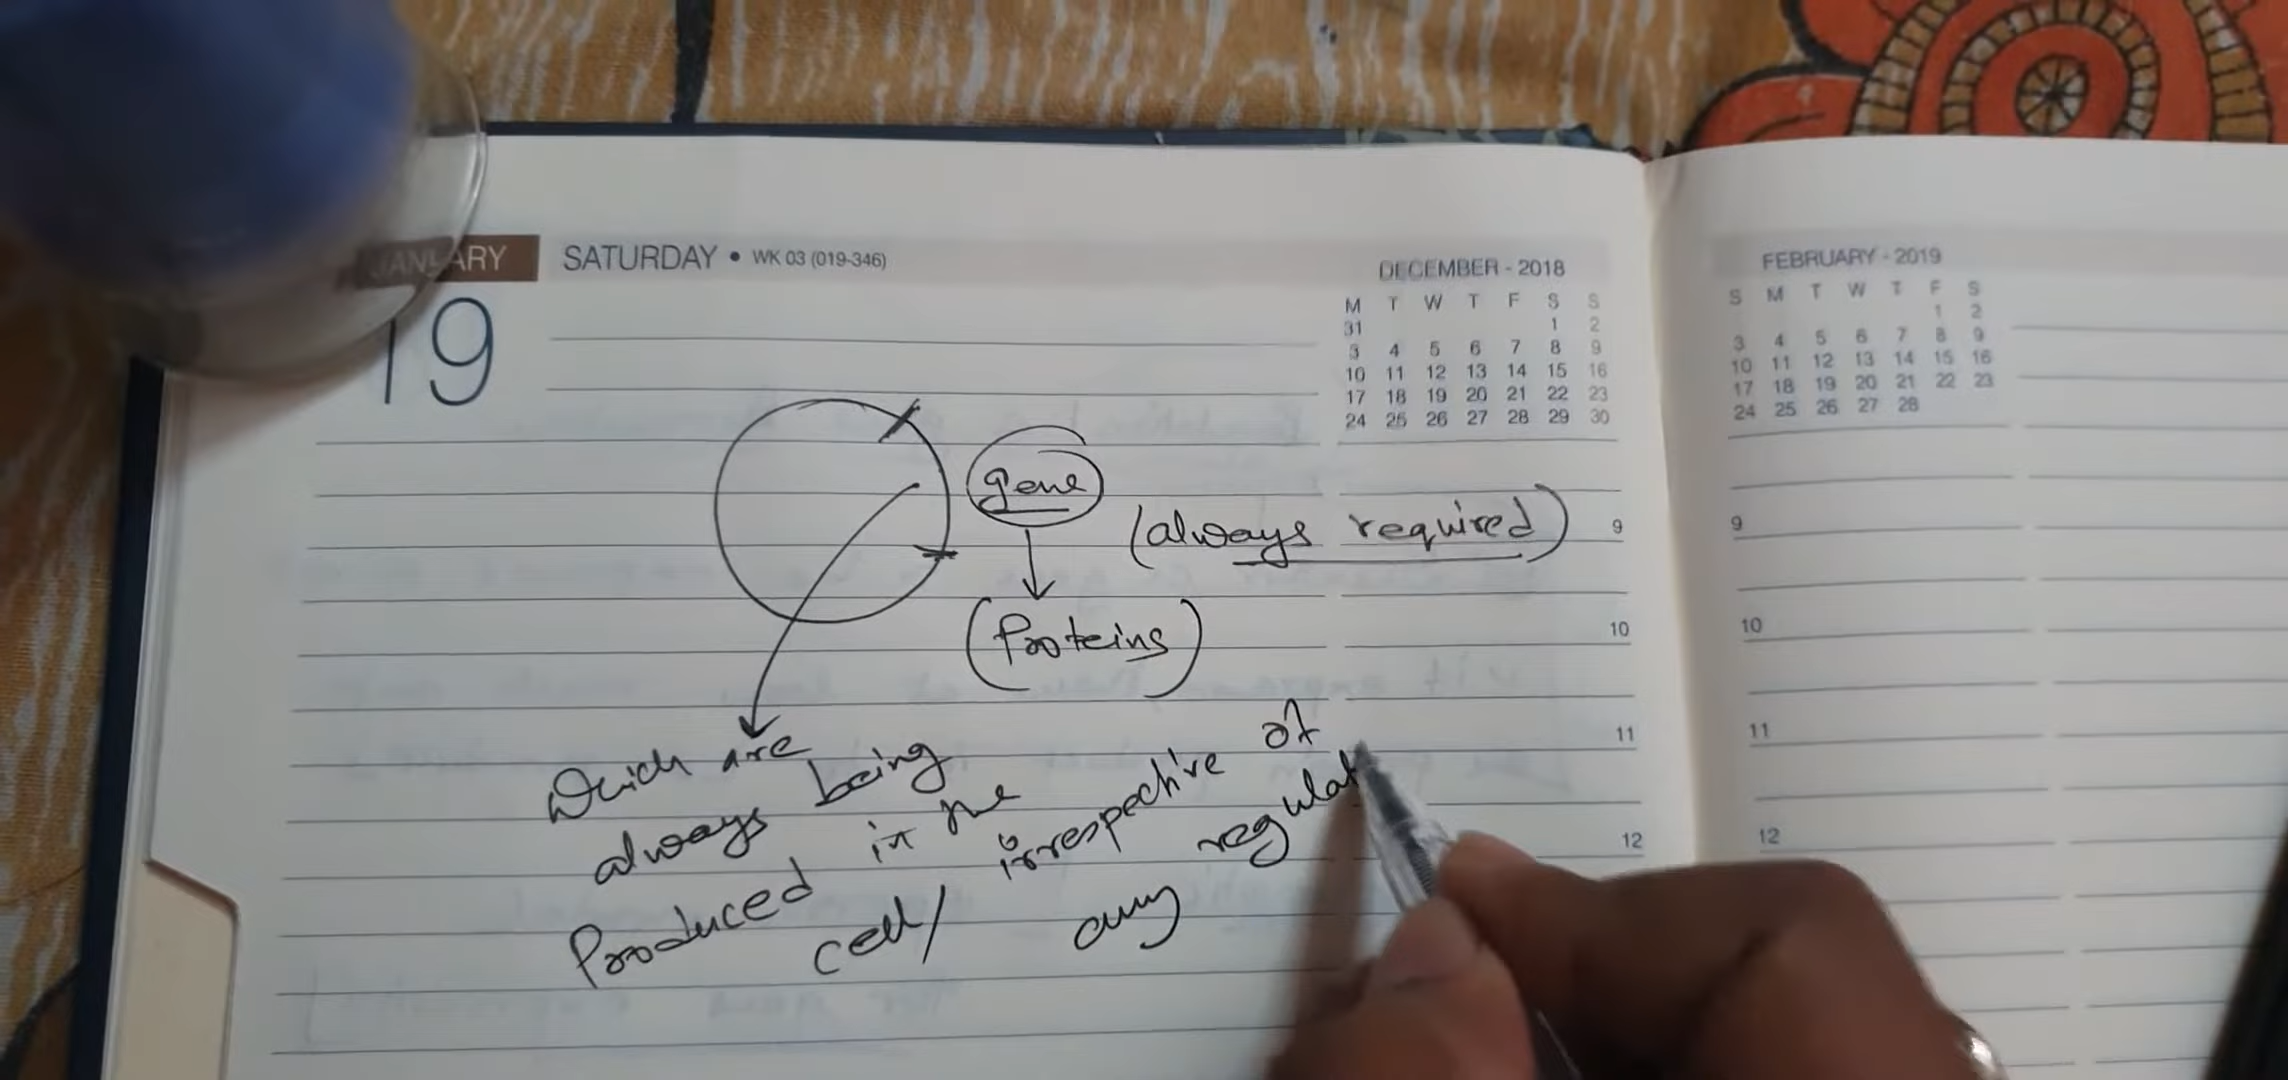 JANUARY SATURDAY • WK 03 (019-346)
19
DECEMBER - 2018
M T W T F S S
31 1 2
3 4 5 6 7 8 9
10 11 12 13 14 15 16
17 18 19 20 21 22 23
24 25 26 27 28 29 30
gene
(always required)
(Proteins)
which are
always being
Produced in the
cell/ irrespective of
any regulat
9
10
11
12
FEBRUARY - 2019
S M T W T F S
1 2
3 4 5 6 7 8 9
10 11 12 13 14 15 16
17 18 19 20 21 22 23
24 25 26 27 28
9
10
11
12